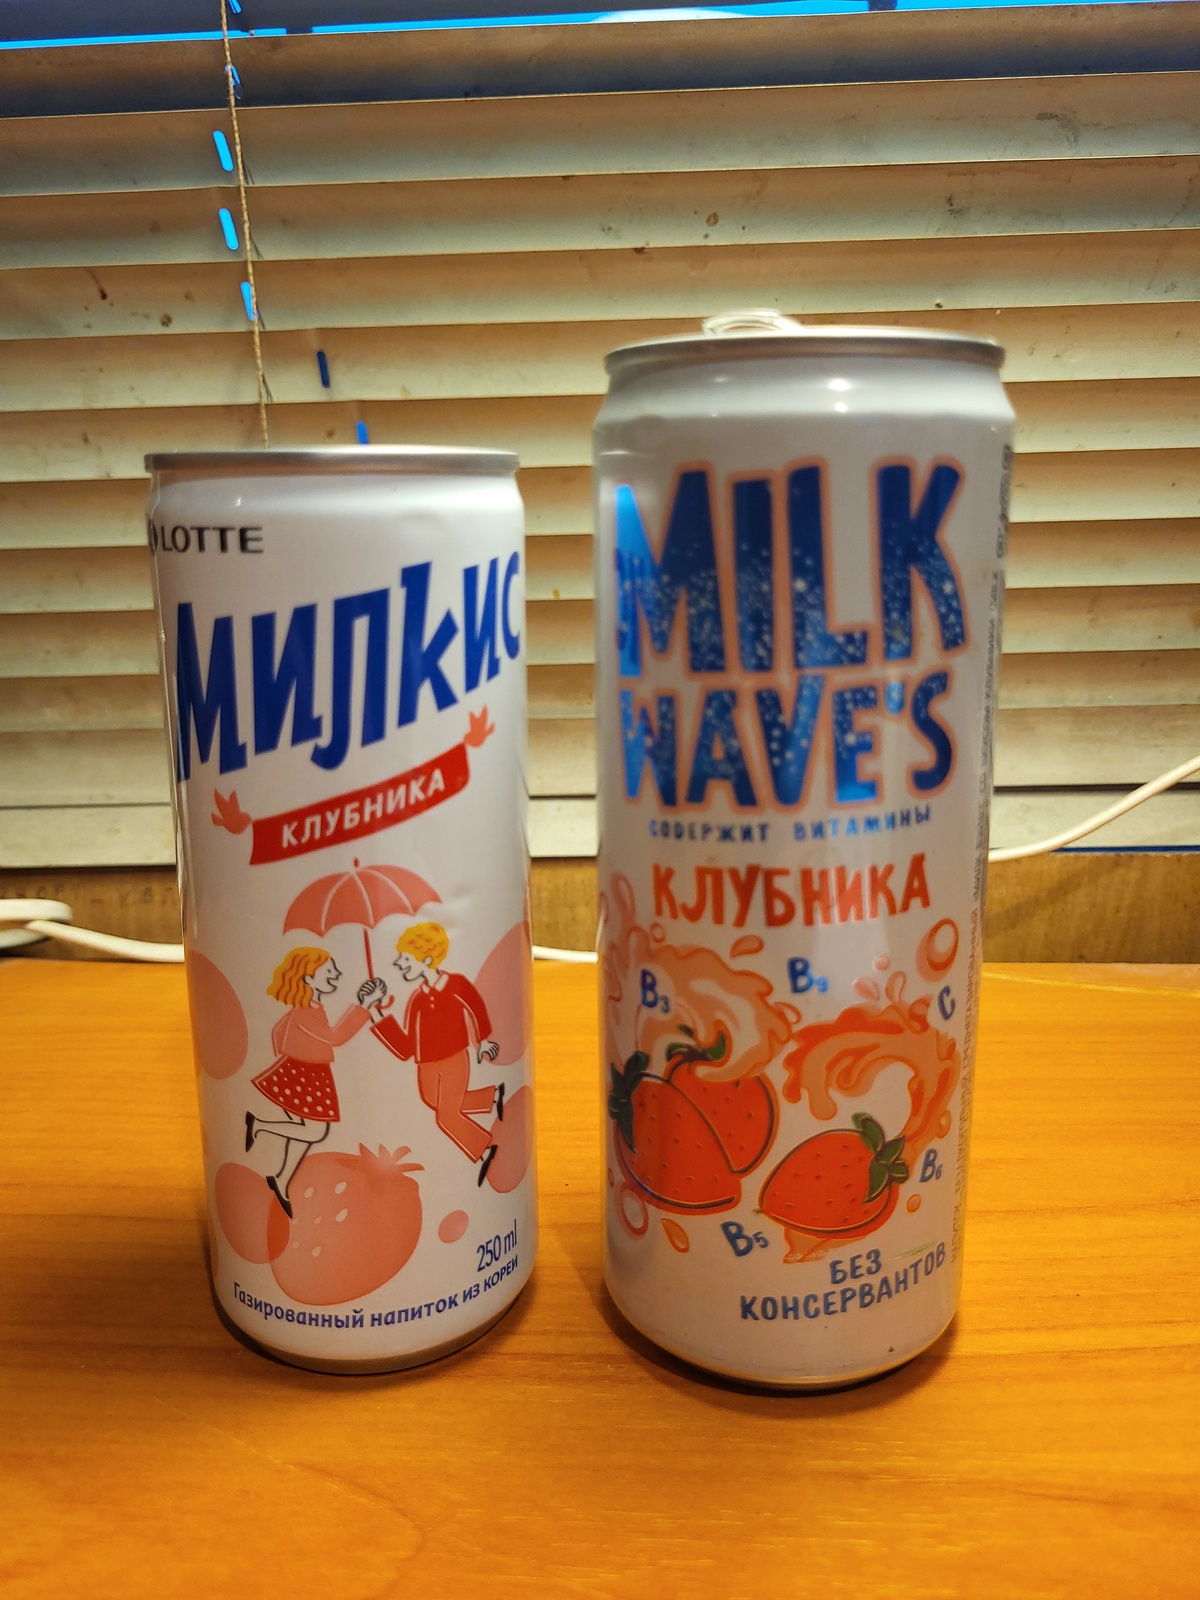 LOTTE
Милкис
КЛУБНИКА
250 ml
Газированный напиток из КОРЕИ
MILK
WAVE'S
СОДЕРЖИТ ВИТАМИНЫ
КЛУБНИКА
B3
B9
C
B6
B5
БЕЗ
КОНСЕРВАНТОВ